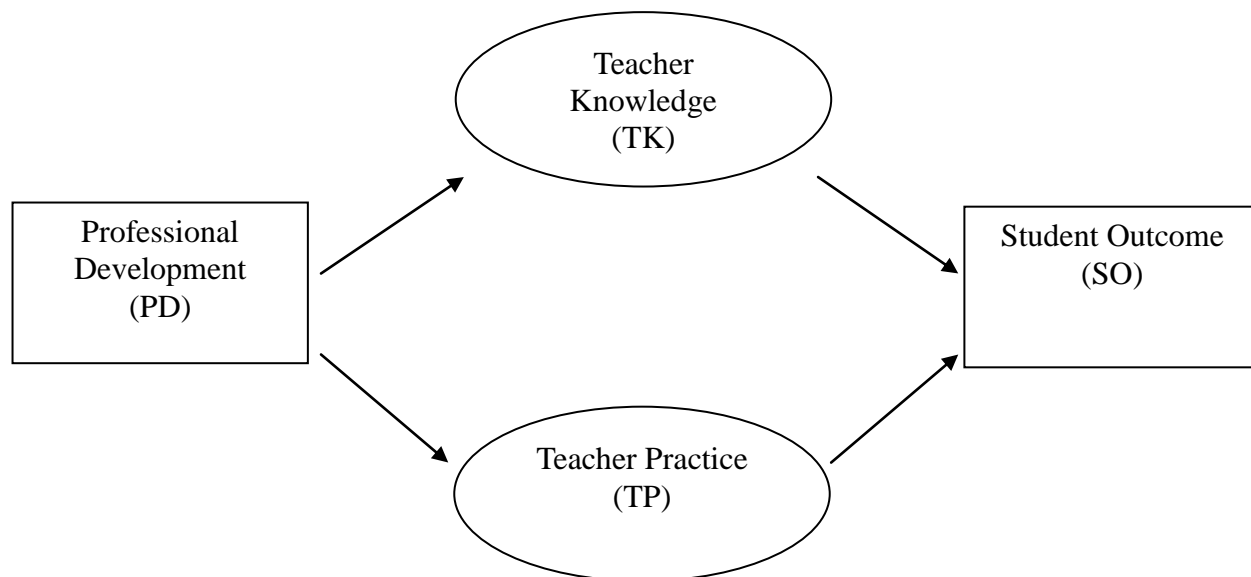 Teacher
Knowledge
(TK)
Professional
Development
(PD)
Student Outcome
(SO)
Teacher Practice
(TP)